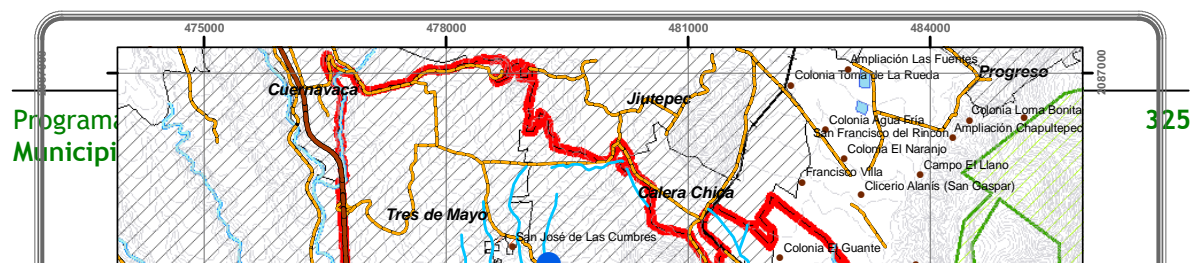 475000 478000 481000 484000
Ampliación Las Fuentes
2087000
Colonia Toma de La Rueda
Progreso
Cuernavaca
Jiutepec
Colonia Loma Bonita
Programa
325
Colonia Agua Fría
Ampliación Chapultepec
San Francisco del Rincón
Municipi
Colonia El Naranjo
Campo El Llano
Francisco Villa
Clicerio Alanís (San Gaspar)
Calera Chica
Tres de Mayo
San José de Las Cumbres
Colonia El Guante